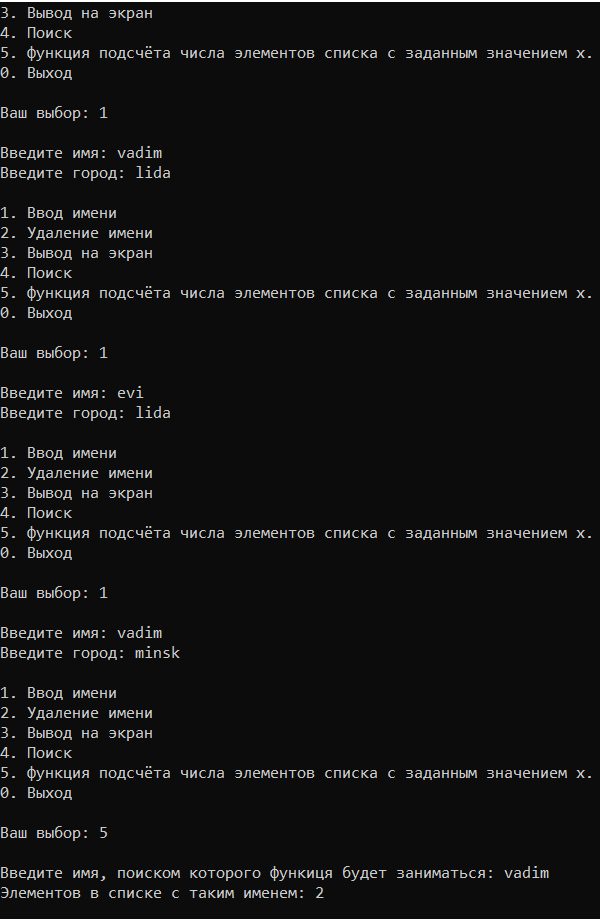 3. Вывод на экран
4. Поиск
5. функция подсчёта числа элементов списка с заданным значением x.
0. Выход
Ваш выбор: 1
Введите имя: vadim
Введите город: lida
1. Ввод имени
2. Удаление имени
3. Вывод на экран
4. Поиск
5. функция подсчёта числа элементов списка с заданным значением x.
0. Выход
Ваш выбор: 1
Введите имя: evi
Введите город: lida
1. Ввод имени
2. Удаление имени
3. Вывод на экран
4. Поиск
5. функция подсчёта числа элементов списка с заданным значением x.
0. Выход
Ваш выбор: 1
Введите имя: vadim
Введите город: minsk
1. Ввод имени
2. Удаление имени
3. Вывод на экран
4. Поиск
5. функция подсчёта числа элементов списка с заданным значением x.
0. Выход
Ваш выбор: 5
Введите имя, поиском которого функиця будет заниматься: vadim
Элементов в списке с таким именем: 2